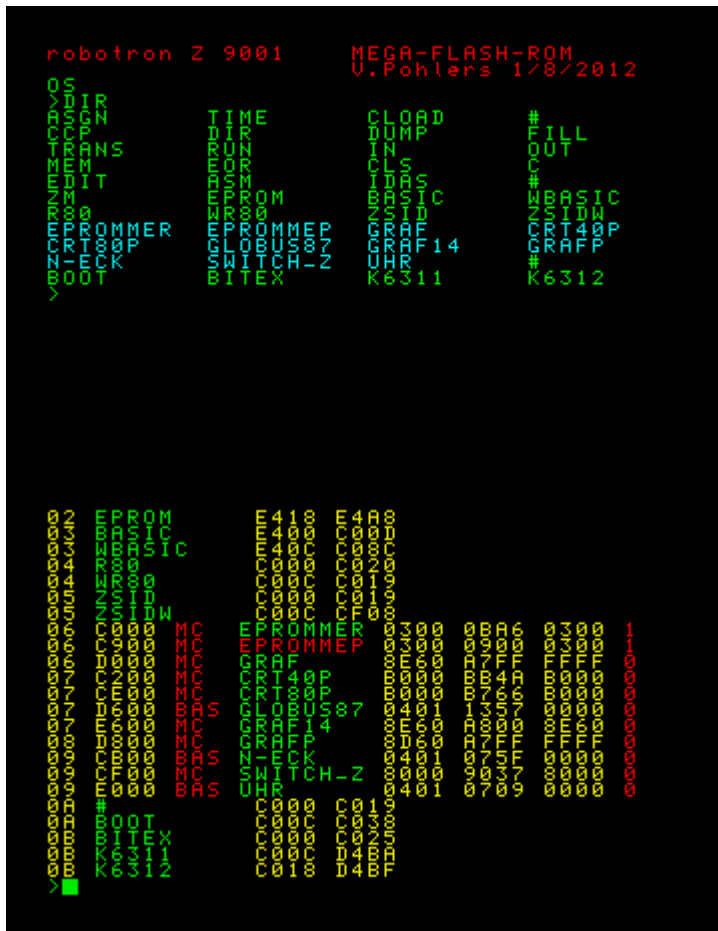 robotron Z 9001 MEGA-FLASH-ROM
V.Pohlers 1/8/2012
OS
>DIR
ASGN TIME CLOAD #
CCP DIR DUMP FILL
TRANS RUN IN OUT
MEM EOR CLS C
EDIT ASM IDAS #
ZM EPROM BASIC WBASIC
R80 WR80 ZSID ZSIDW
EPROMMER EPROMMEP GRAF CRT40P
CRT80P GLOBUS87 GRAF14 GRAFP
N-ECK SWITCH_Z UHR #
BOOT BITEX K6311 K6312
>
02 EPROM E418 E4A8
03 BASIC E400 C00D
03 WBASIC E40C C08C
04 R80 C000 C020
04 WR80 C00C C019
05 ZSID C000 C019
05 ZSIDW C00C CF08
06 C000 MC EPROMMER 0300 0BA6 0300 1
06 C900 MC EPROMMEP 0300 0900 0300 1
06 D000 MC GRAF 8E60 A7FF FFFF 0
07 C200 MC CRT40P B000 BB4A B000 0
07 CE00 MC CRT80P B000 B766 B000 0
07 D600 BAS GLOBUS87 0401 1357 0000 0
07 E600 MC GRAF14 8E60 A800 8E60 0
08 D800 MC GRAFP 8D60 A7EF FFFF 0
09 CB00 BAS N-ECK 0401 075F 0000 0
09 CF00 MC SWITCH_Z 8000 9037 8000 0
09 E000 BAS UHR 0401 0709 0000 0
0A # C000 C019
0A BOOT C00C C038
0B BITEX C000 C025
0B K6311 C00C D4BA
0B K6312 C018 D4BF
>